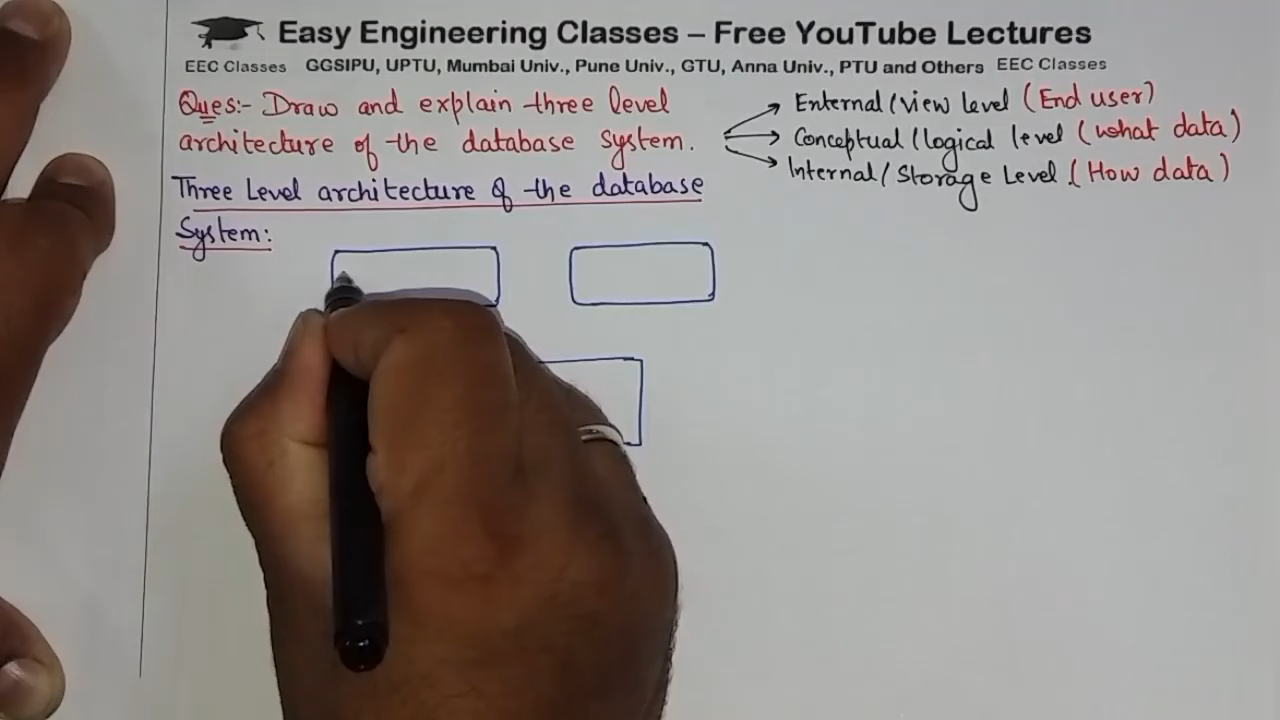 Easy Engineering Classes – Free YouTube Lectures
EEC Classes GGSIPU, UPTU, Mumbai Univ., Pune Univ., GTU, Anna Univ., PTU and Others EEC Classes
Ques:- Draw and explain three level
architecture of the database system.
External/view level (End user)
Conceptual/logical level (what data)
Internal/Storage Level (How data)
Three Level architecture of the database
System: